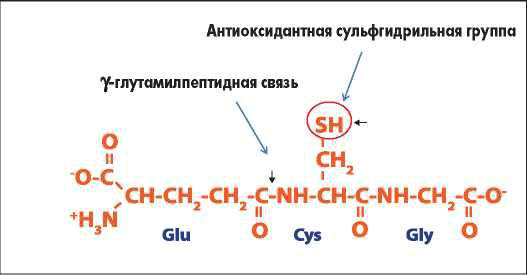 Антиоксидантная сульфгидрильная группа
γ-глутамилпептидная связь
SH
O
CH2
-O-C
CH-CH2-CH2-C-NH-CH-C-NH-CH2-C-O-
+H3N
O
O
O
Glu
Cys
Gly